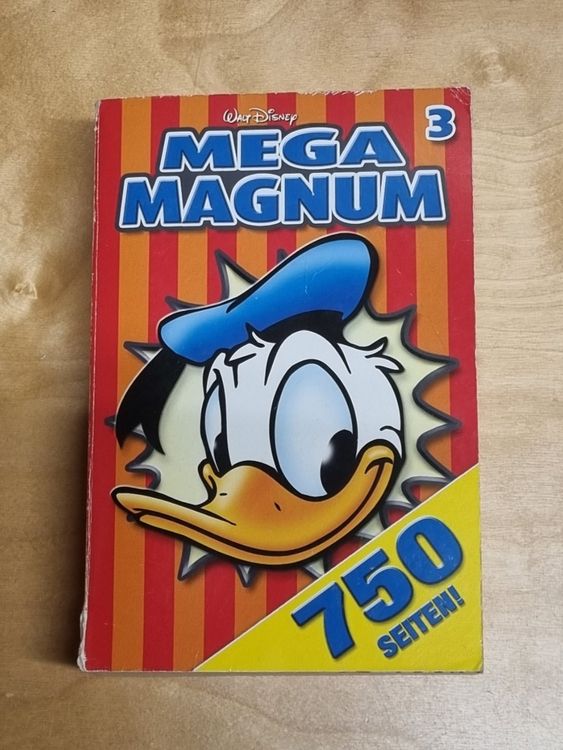 Walt Disney
3
MEGA
MAGNUM
750
SEITEN!